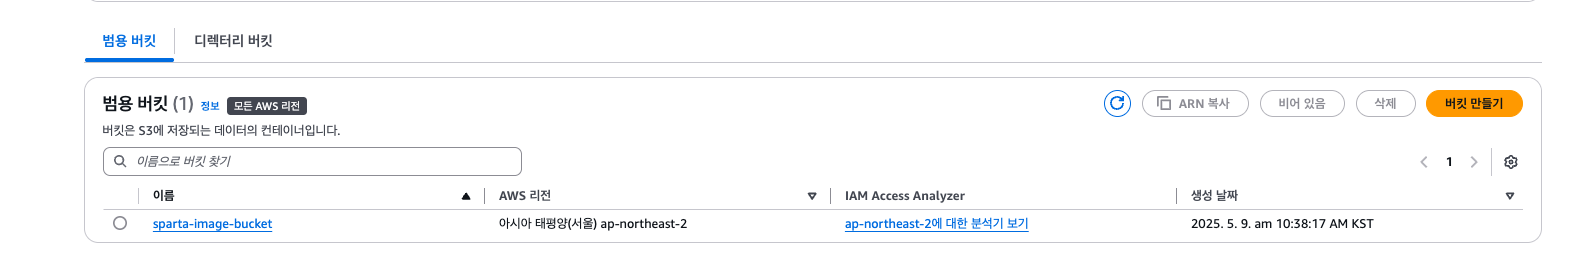 범용 버킷 디렉터리 버킷
범용 버킷 (1) 정보 모든 AWS 리전 ARN 복사 비어 있음 삭제 버킷 만들기
버킷은 S3에 저장되는 데이터의 컨테이너입니다.
이름으로 버킷 찾기 1
이름 AWS 리전 IAM Access Analyzer 생성 날짜
sparta-image-bucket 아시아 태평양(서울) ap-northeast-2 ap-northeast-2에 대한 분석기 보기 2025. 5. 9. am 10:38:17 AM KST